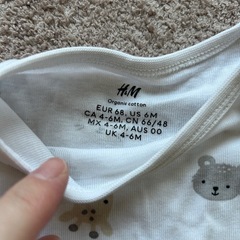 H&M
Organic cotton
EUR 68, US 6M
CA 4-6M, CN 66/48
MX 4-6M, AUS 00
UK 4-6M